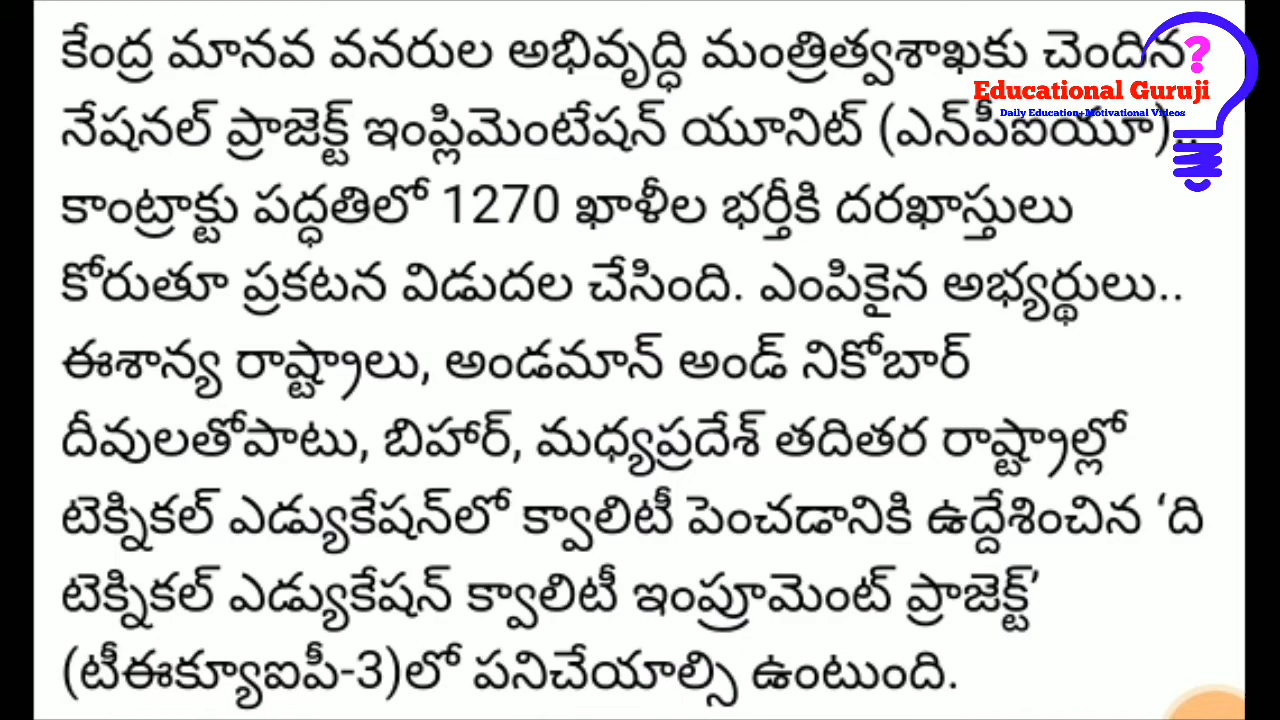 కేంద్ర మానవ వనరుల అభివృద్ధి మంత్రిత్వశాఖకు చెందిన
నేషనల్ ప్రాజెక్ట్ ఇంప్లిమెంటేషన్ యూనిట్ (ఎన్‌పీఐయూ)..
కాంట్రాక్టు పద్ధతిలో 1270 ఖాళీల భర్తీకి దరఖాస్తులు
కోరుతూ ప్రకటన విడుదల చేసింది. ఎంపికైన అభ్యర్థులు..
ఈశాన్య రాష్ట్రాలు, అండమాన్ అండ్ నికోబార్
దీవులతోపాటు, బిహార్, మధ్యప్రదేశ్ తదితర రాష్ట్రాల్లో
టెక్నికల్ ఎడ్యుకేషన్‌లో క్వాలిటీ పెంచడానికి ఉద్దేశించిన ‘ది
టెక్నికల్ ఎడ్యుకేషన్ క్వాలిటీ ఇంప్రూమెంట్ ప్రాజెక్ట్’
(టీఈక్యూఐపీ-3)లో పనిచేయాల్సి ఉంటుంది.
?
Educational Guruji
Daily Education+Motivational Videos